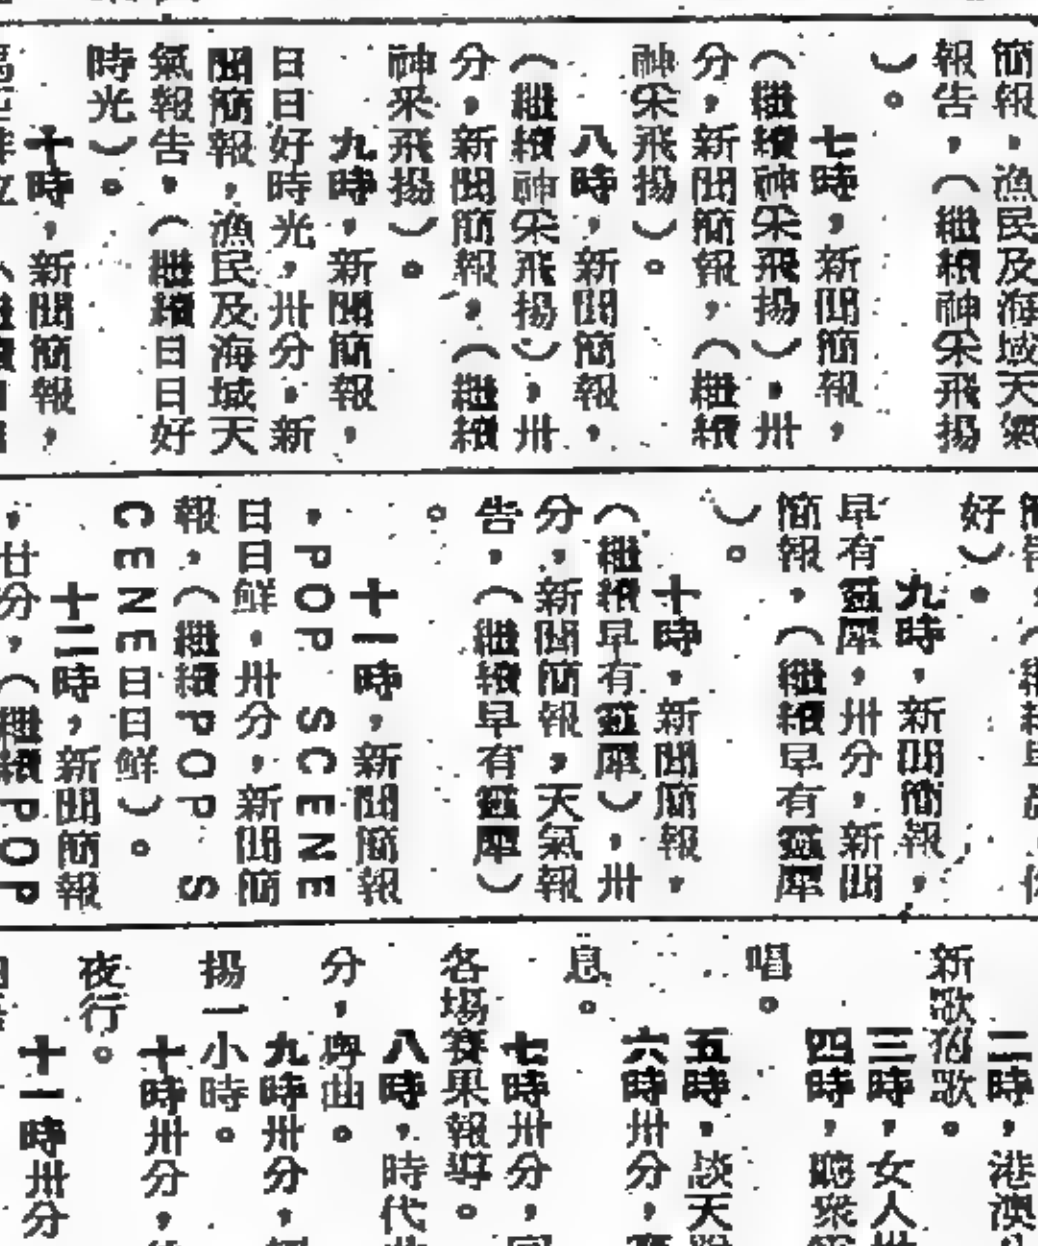 簡報，漁民及海域天氣
報告，（繼續神采飛揚
）。
七時，新聞簡報，
（繼續神采飛揚），卅
分，新聞簡報，（繼續
神采飛揚）。
八時，新聞簡報，
（繼續神采飛揚），卅
分，新聞簡報，（繼續
神采飛揚）。
九時，新聞簡報，
日日好時光，卅分，新
聞簡報，漁民及海域天
氣報告，（繼續日日好
時光）。
十時，新聞簡報，
好）。
九時，新聞簡報，
早有靈犀，卅分，新聞
簡報，（繼續早有靈犀
）。
十時，新聞簡報，
（繼續早有靈犀），卅
分，新聞簡報，天氣報
告，（繼續早有靈犀）
。
十一時，新聞簡報
，POP SCENE
日日鮮，卅分，新聞簡
報，（繼續POP S
CENE日日鮮）。
十二時，新聞簡報
，廿分，（繼續POP
二時，港澳
新歌\歌。
三時，女人世
四時，聽衆
唱。
五時，談天
六時卅分，
息。
七時卅分，
各場賽果報導。
八時，時代
分，粵曲。
九時卅分，
揚一小時。
十時卅分，
夜行。
十一時卅分